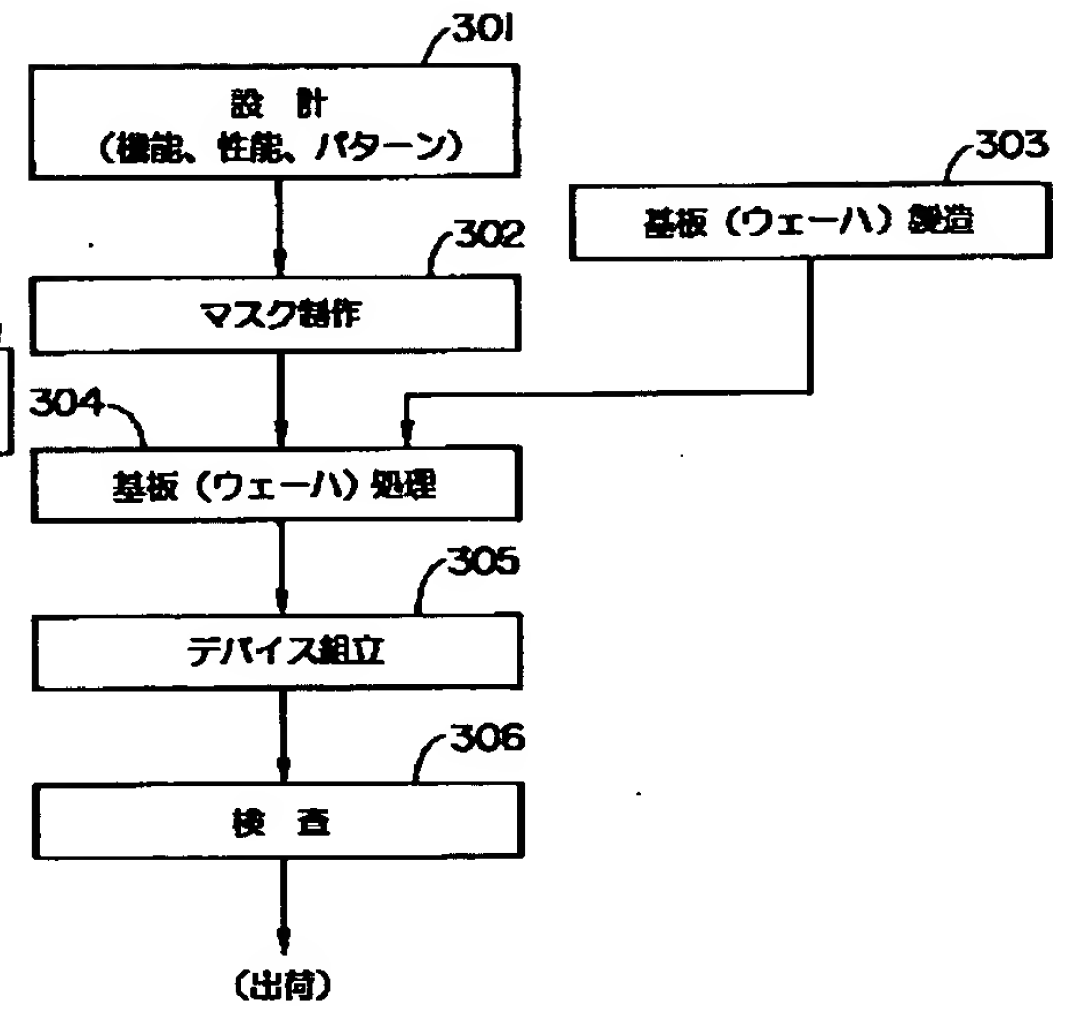 301
設 計
(機能、性能、パターン)
303
基板(ウェーハ)製造
302
マスク制作
304
基板(ウェーハ)処理
305
デバイス組立
306
検 査
(出荷)